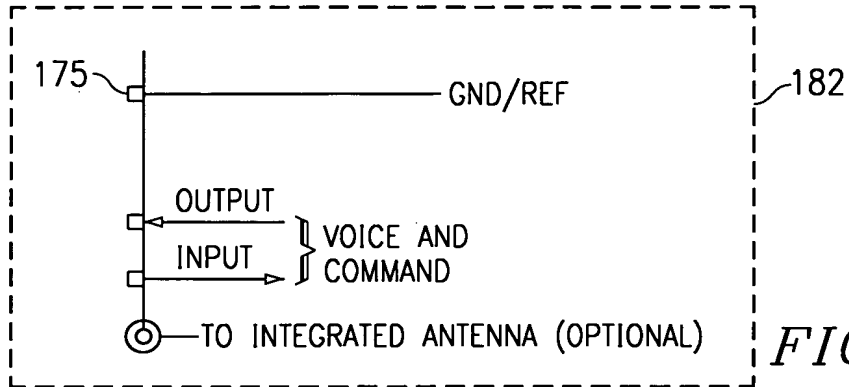 175
GND/REF
182
OUTPUT
VOICE AND
INPUT
COMMAND
TO INTEGRATED ANTENNA (OPTIONAL)